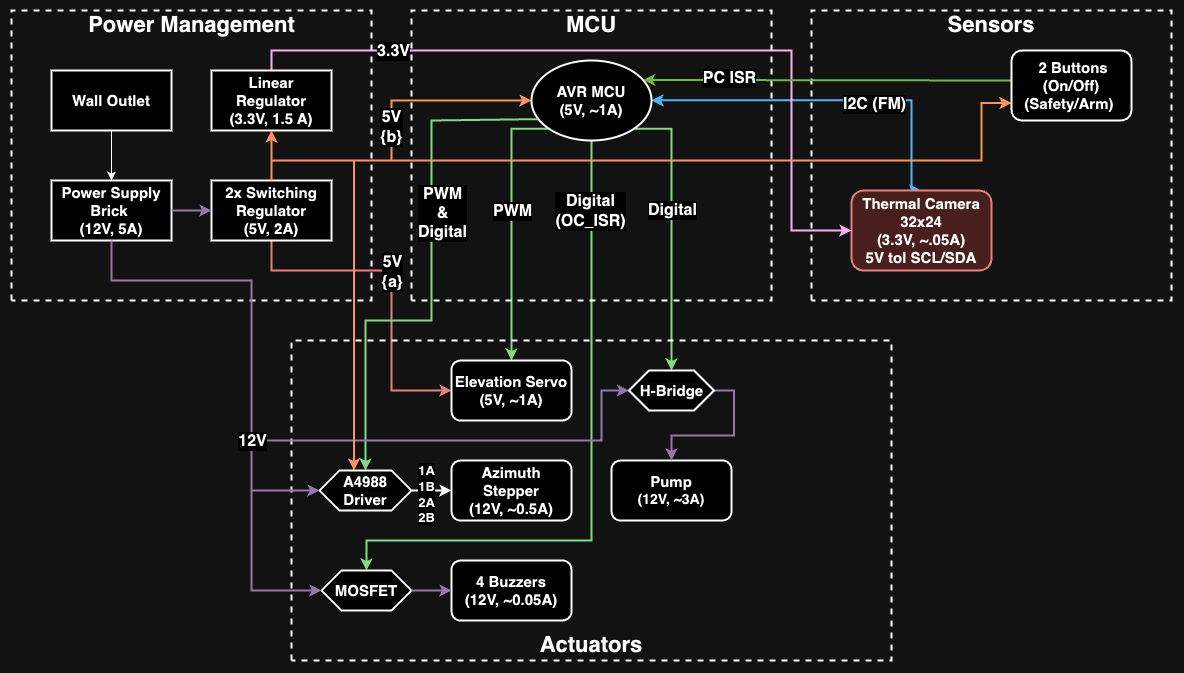 Power Management
MCU
Sensors
3.3V
Wall Outlet
Linear
Regulator
(3.3V, 1.5 A)
AVR MCU
(5V, ~1A)
PC ISR
2 Buttons
(On/Off)
(Safety/Arm)
5V
{b}
I2C (FM)
Power Supply
Brick
(12V, 5A)
2x Switching
Regulator
(5V, 2A)
PWM
&
Digital
PWM
Digital
(OC_ISR)
Digital
Thermal Camera
32x24
(3.3V, ~.05A)
5V tol SCL/SDA
5V
{a}
Elevation Servo
(5V, ~1A)
H-Bridge
12V
A4988
Driver
1A
1B
2A
2B
Azimuth
Stepper
(12V, ~0.5A)
Pump
(12V, ~3A)
MOSFET
4 Buzzers
(12V, ~0.05A)
Actuators